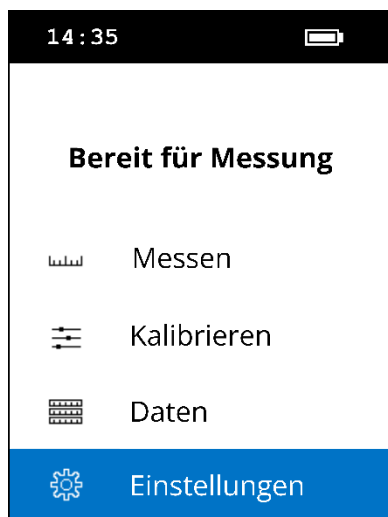 14:35
Bereit für Messung
Messen
Kalibrieren
Daten
Einstellungen